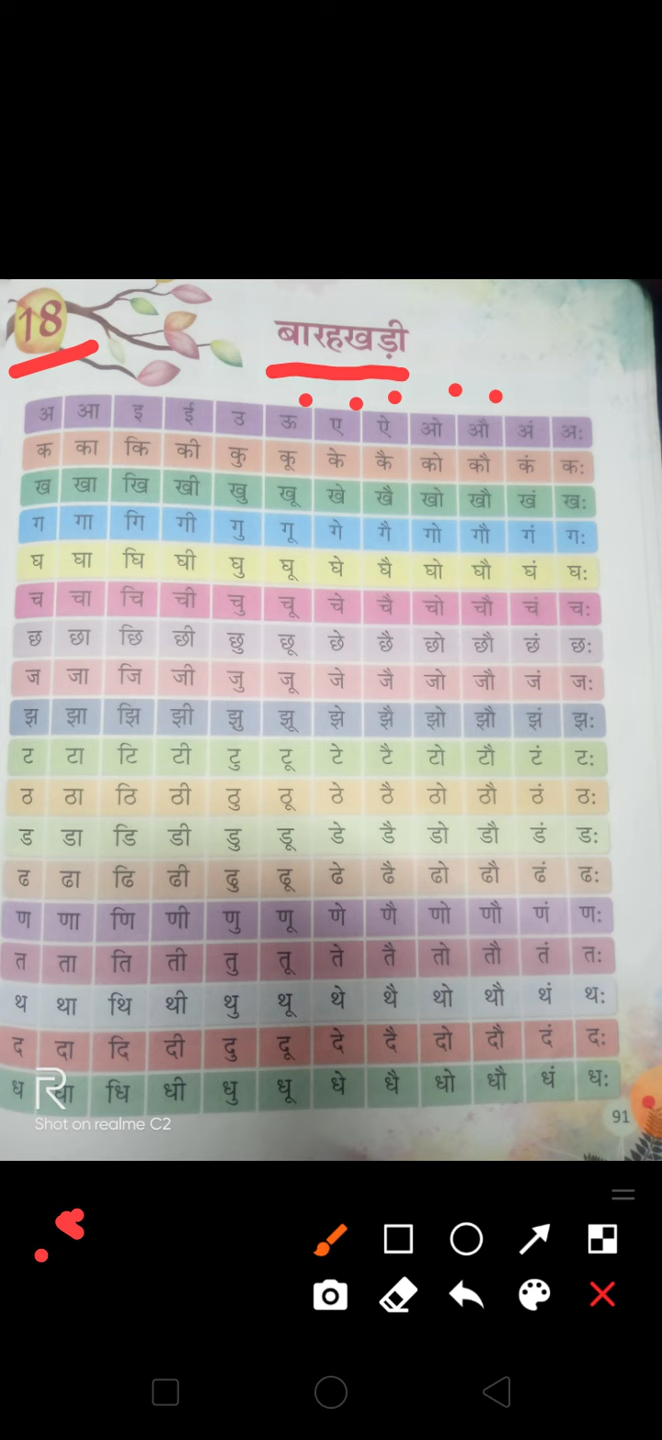 18
बारहखड़ी
अ आ इ ई उ ऊ ए ऐ ओ औ अं अः
क का कि की कु कू के कै को कौ कं कः
ख खा खि खी खु खू खे खै खो खौ खं खः
ग गा गि गी गु गू गे गै गो गौ गं गः
घ घा घि घी घु घू घे घै घो घौ घं घः
च चा चि ची चु चू चे चै चो चौ चं चः
छ छा छि छी छु छू छे छै छो छौ छं छः
ज जा जि जी जु जू जे जै जो जौ जं जः
झ झा झि झी झु झू झे झै झो झौ झं झः
ट टा टि टी टु टू टे टै टो टौ टं टः
ठ ठा ठि ठी ठु ठू ठे ठै ठो ठौ ठं ठः
ड डा डि डी डु डू डे डै डो डौ डं डः
ढ ढा ढि ढी ढु ढू ढे ढै ढो ढौ ढं ढः
ण णा णि णी णु णू णे णै णो णौ णं णः
त ता ति ती तु तू ते तै तो तौ तं तः
थ था थि थी थु थू थे थै थो थौ थं थः
द दा दि दी दु दू दे दै दो दौ दं दः
ध धा धि धी धु धू धे धै धो धौ धं धः
R
Shot on realme C2
91